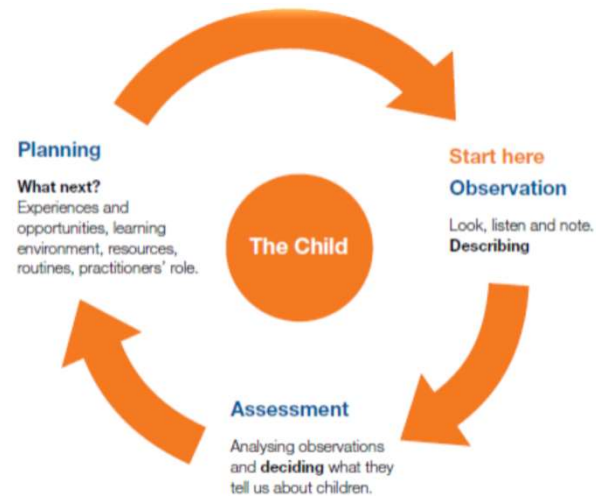 Planning
What next?
Experiences and
opportunities, learning
environment, resources,
routines, practitioners' role.
The Child
Start here
Observation
Look, listen and note.
Describing
Assessment
Analysing observations
and deciding what they
tell us about children.